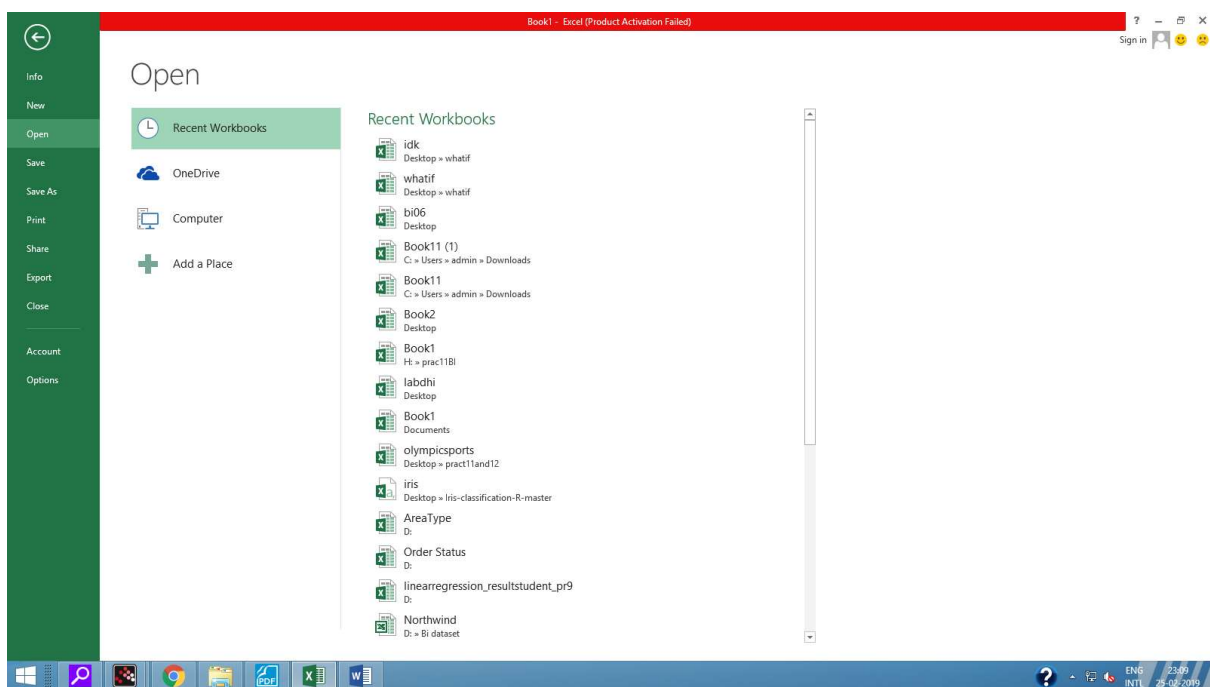 Book1 - Excel (Product Activation Failed)
?
Sign in
Info
New
Open
Save
Save As
Print
Share
Export
Close
Account
Options
Open
Recent Workbooks
OneDrive
Computer
Add a Place
Recent Workbooks
idk
Desktop » whatif
whatif
Desktop » whatif
bi06
Desktop
Book11 (1)
C: » Users » admin » Downloads
Book11
C: » Users » admin » Downloads
Book2
Desktop
Book1
H: » prac11BI
labdhi
Desktop
Book1
Documents
olympicsports
Desktop » pract11and12
iris
Desktop » Iris-classification-R-master
AreaType
D:
Order Status
D:
linearregression_resultstudent_pr9
D:
Northwind
D: » Bi dataset
PDF
?
ENG
INTL
23:09
25-02-2019